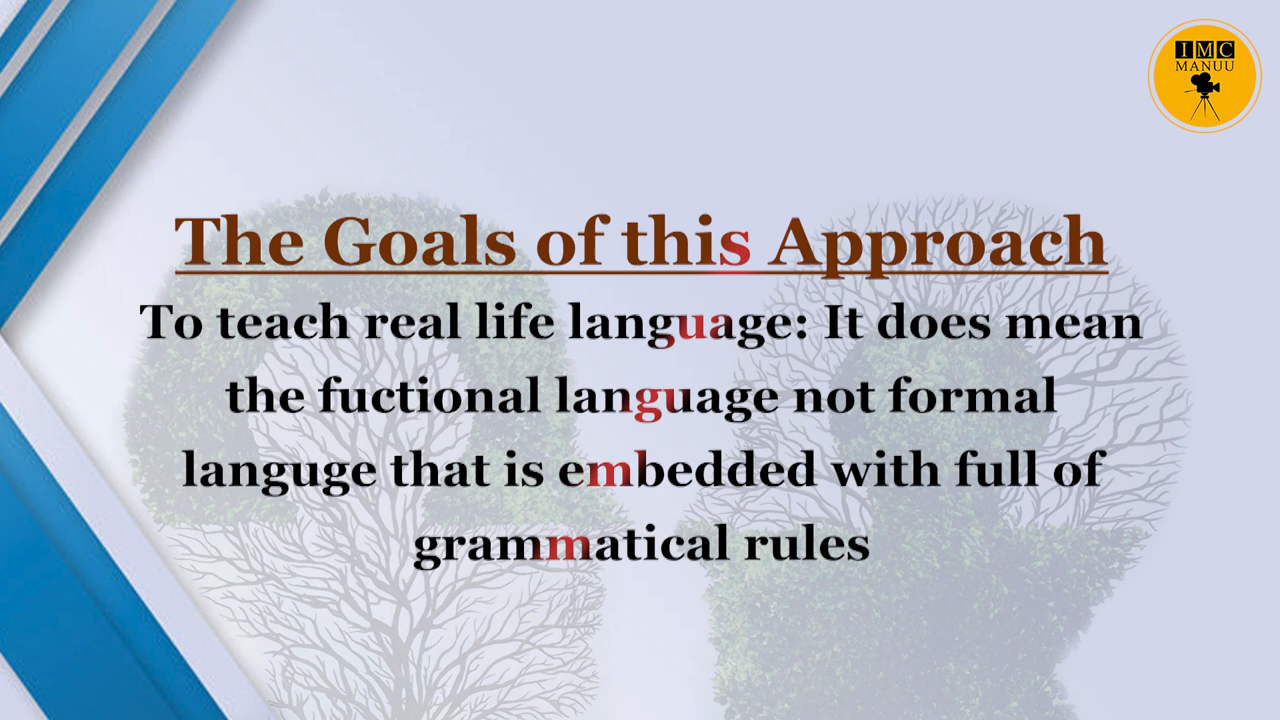 IMC
MANUU
The Goals of this Approach
To teach real life language: It does mean
the fuctional language not formal
languge that is embedded with full of
grammatical rules